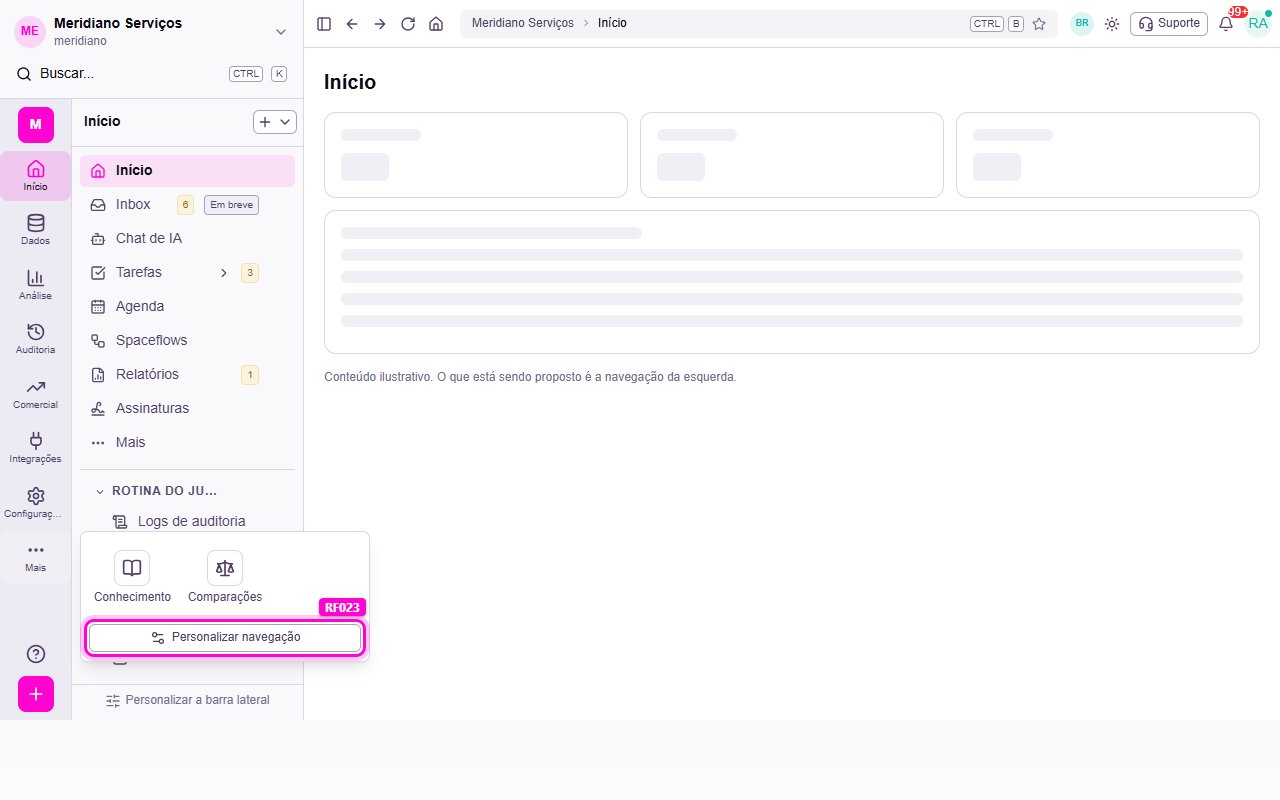 ME
Meridiano Serviços
meridiano
Buscar...
CTRL K
Meridiano Serviços
Início
CTRL B
BR
Suporte
99+
RA
M
Início
Dados
Análise
Auditoria
Comercial
Integrações
Configuraç...
Mais
Início
Início
Inbox 6 Em breve
Chat de IA
Tarefas 3
Agenda
Spaceflows
Relatórios 1
Assinaturas
Mais
ROTINA DO JU...
Logs de auditoria
Conhecimento
Comparações
RF023
Personalizar navegação
Personalizar a barra lateral
Início
Conteúdo ilustrativo. O que está sendo proposto é a navegação da esquerda.